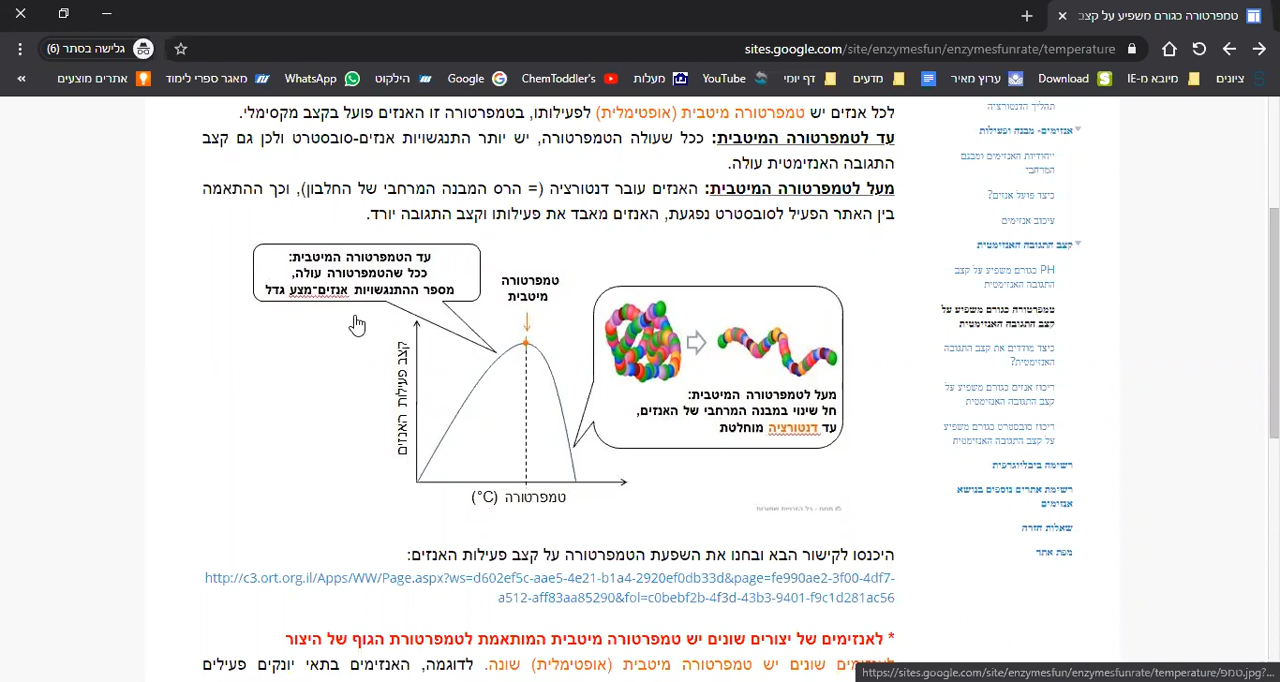 טמפרטורה כגורם משפיע על קצב
גלישה בסתר (6)
sites.google.com/site/enzymesfun/enzymesfunrate/temperature
ציונים
מיובא מ-IE
Download
ערוץ מאיר
מדעים
דף יומי
YouTube
מעלות
ChemToddler's
Google
הילקוט
WhatsApp
מאגר ספרי לימוד
אתרים מוצעים
«
תהליך הדנטורציה
אנזימים- מבנה ופעילות
ייחודיות האנזימים ומבנם
המרחבי
כיצד פועל אנזים?
עיכוב אנזימים
קצב התגובה האנזימטית
PH כגורם משפיע על קצב
התגובה האנזימטית
טמפרטורה כגורם משפיע על
קצב התגובה האנזימטית
כיצד מודדים את קצב התגובה
האנזימטית?
ריכוז אנזים כגורם משפיע על
קצב התגובה האנזימטית
ריכוז סובסטרט כגורם משפיע
על קצב התגובה האנזימטית
רשימה ביבליוגרפית
רשימת אתרים נוספים בנושא
אנזימים
שאלות חזרה
מפת אתר
לכל אנזים יש טמפרטורה מיטבית (אופטימלית) לפעילותו, בטמפרטורה זו האנזים פועל בקצב מקסימלי.
עד לטמפרטורה המיטבית: ככל שעולה הטמפרטורה, יש יותר התנגשויות אנזים-סובסטרט ולכן גם קצב
התגובה האנזימטית עולה.
מעל לטמפרטורה המיטבית: האנזים עובר דנטורציה (= הרס המבנה המרחבי של החלבון), וכך ההתאמה
בין האתר הפעיל לסובסטרט נפגעת, האנזים מאבד את פעילותו וקצב התגובה יורד.
עד הטמפרטורה המיטבית:
ככל שהטמפרטורה עולה,
מספר ההתנגשויות אנזים־מצע גדל
טמפרטורה
מיטבית
קצב פעילות האנזים
מעל לטמפרטורה המיטבית:
חל שינוי במבנה המרחבי של האנזים,
עד דנטורציה מוחלטת
טמפרטורה (°C)
היכנסו לקישור הבא ובחנו את השפעת הטמפרטורה על קצב פעילות האנזים:
http://c3.ort.org.il/Apps/WW/Page.aspx?ws=d602ef5c-aae5-4e21-b1a4-2920ef0db33d&page=fe990ae2-3f00-4df7-
a512-aff83aa85290&fol=c0bebf2b-4f3d-43b3-9401-f9c1d281ac56
* לאנזימים של יצורים שונים יש טמפרטורה מיטבית המותאמת לטמפרטורת הגוף של היצור
לאנזימים שונים יש טמפרטורה מיטבית (אופטימלית) שונה. לדוגמה, האנזימים בתאי יונקים פעילים
https://sites.google.com/site/enzymesfun/enzymesfunrate/temperature/טמפ.jpg?...